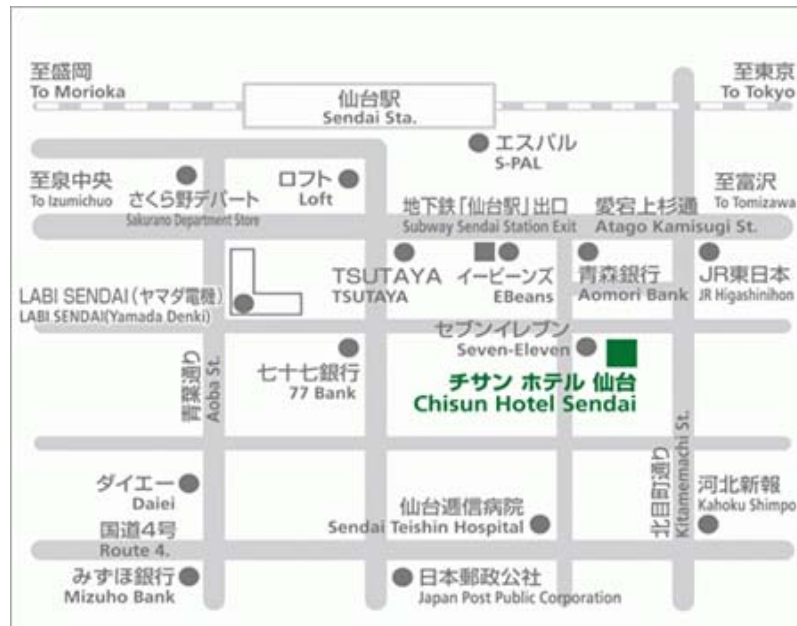 至盛岡
To Morioka
仙台駅
Sendai Sta.
至東京
To Tokyo
エスパル
S-PAL
至泉中央
To Izumichuo
さくら野デパート
Sakurano Department Store
ロフト
Loft
地下鉄「仙台駅」出口
Subway Sendai Station Exit
愛宕上杉通
Atago Kamisugi St.
至富沢
To Tomizawa
LABI SENDAI(ヤマダ電機)
LABI SENDAI(Yamada Denki)
TSUTAYA
TSUTAYA
イービーンズ
EBeans
青森銀行
Aomori Bank
JR東日本
JR Higashinihon
青葉通り
Aoba St.
七十七銀行
77 Bank
セブンイレブン
Seven-Eleven
チサン ホテル 仙台
Chisun Hotel Sendai
ダイエー
Daiei
国道4号
Route 4.
仙台逓信病院
Sendai Teishin Hospital
北目町通り
Kitamemachi St.
河北新報
Kahoku Shimpo
みずほ銀行
Mizuho Bank
日本郵政公社
Japan Post Public Corporation